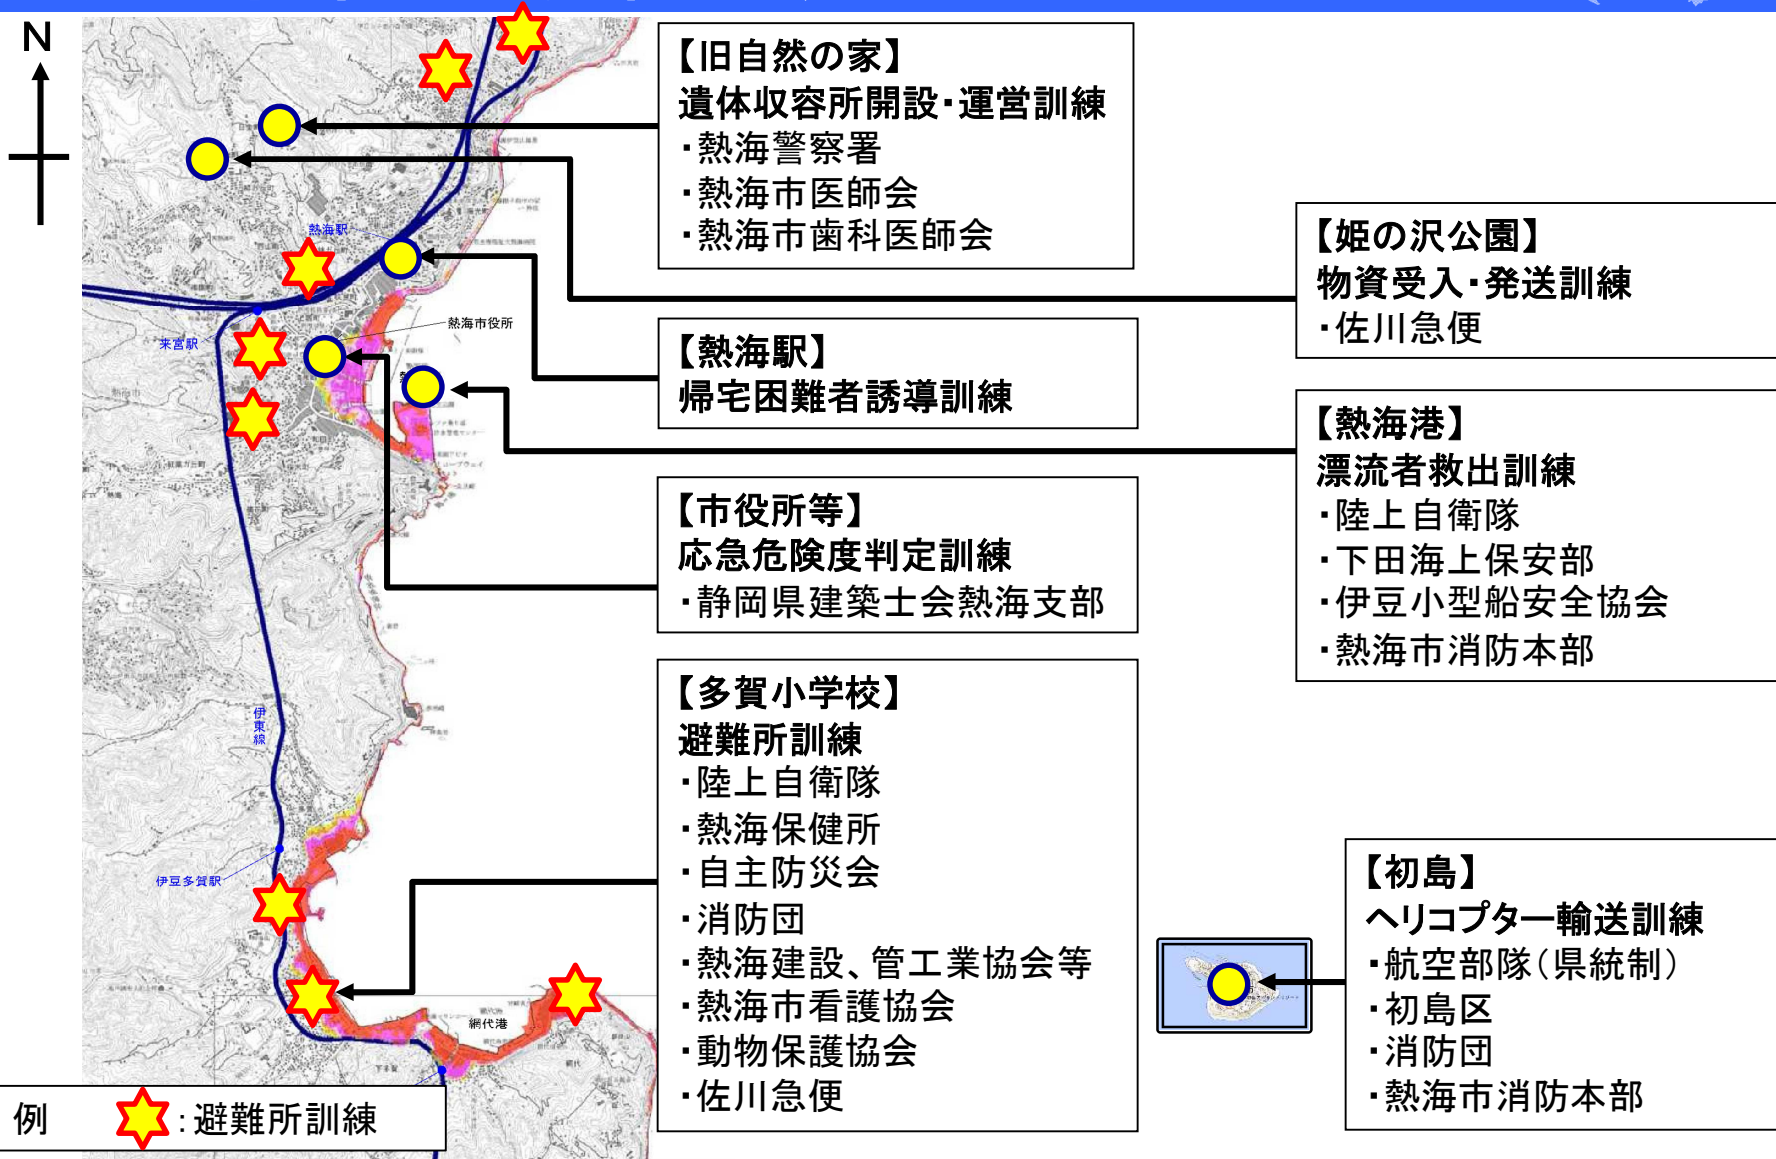 N
【旧自然の家】
遺体収容所開設・運営訓練
・熱海警察署
・熱海市医師会
・熱海市歯科医師会
【姫の沢公園】
物資受入・発送訓練
・佐川急便
熱海駅
【熱海駅】
帰宅困難者誘導訓練
熱海市役所
来宮駅
【熱海港】
漂流者救出訓練
・陸上自衛隊
・下田海上保安部
・伊豆小型船安全協会
・熱海市消防本部
【市役所等】
応急危険度判定訓練
・静岡県建築士会熱海支部
伊東線
【多賀小学校】
避難所訓練
・陸上自衛隊
・熱海保健所
・自主防災会
・消防団
・熱海建設、管工業協会等
・熱海市看護協会
・動物保護協会
・佐川急便
伊豆多賀駅
網代港
下多賀
網代
【初島】
ヘリコプター輸送訓練
・航空部隊（県統制）
・初島区
・消防団
・熱海市消防本部
例 ：避難所訓練